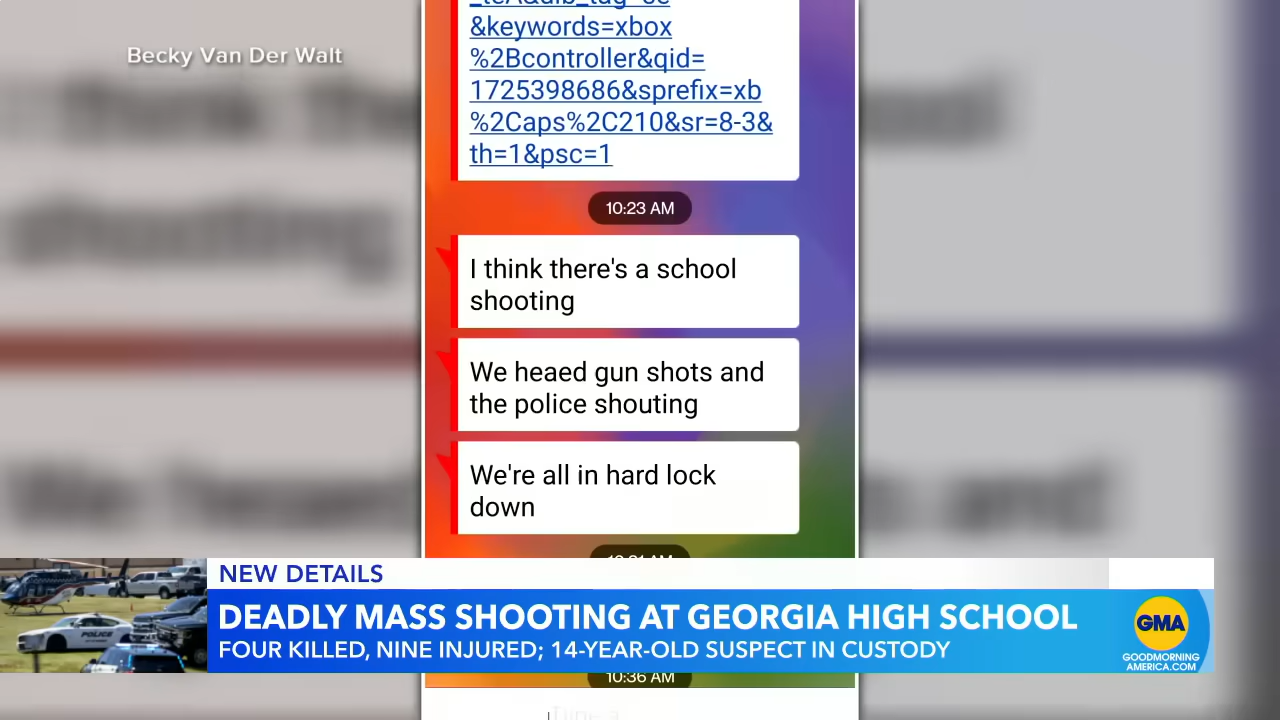 Becky Van Der Walt
&keywords=xbox
%2Bcontroller&qid=
1725398686&sprefix=xb
%2Caps%2C210&sr=8-3&
th=1&psc=1
10:23 AM
I think there's a school
shooting
We heaed gun shots and
the police shouting
We're all in hard lock
down
NEW DETAILS
DEADLY MASS SHOOTING AT GEORGIA HIGH SCHOOL
FOUR KILLED, NINE INJURED; 14-YEAR-OLD SUSPECT IN CUSTODY
POLICE
GMA
GOODMORNING
AMERICA.COM
10:36 AM